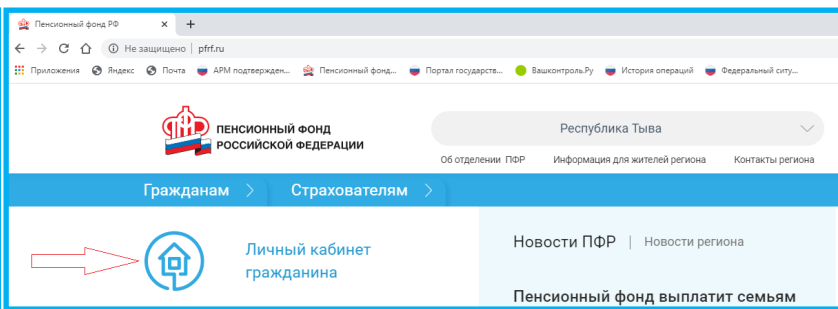 Пенсионный фонд РФ
Не защищено | pfrf.ru
Приложения Яндекс Почта АРМ подтвержден... Пенсионный фонд... Портал государств... Вашконтроль.Ру История операций Федеральный ситу...
ПЕНСИОННЫЙ ФОНД
РОССИЙСКОЙ ФЕДЕРАЦИИ
Республика Тыва
Об отделении ПФР Информация для жителей региона Контакты региона
Гражданам Страхователям
Личный кабинет
гражданина
Новости ПФР | Новости региона
Пенсионный фонд выплатит семьям